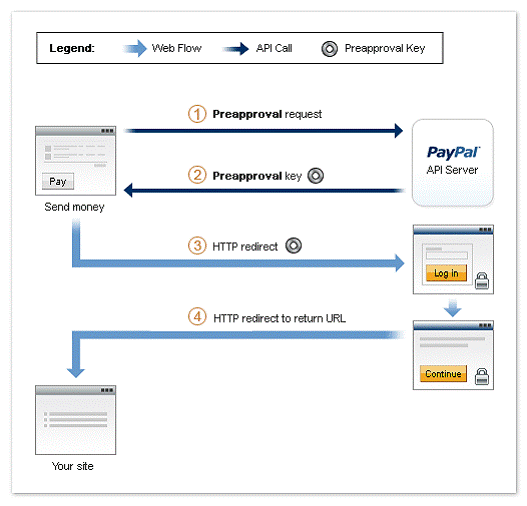 Legend: Web Flow API Call Preapproval Key
1 Preapproval request
PayPal
API Server
2 Preapproval key
Pay
Send money
3 HTTP redirect
Log in
4 HTTP redirect to return URL
Continue
Your site